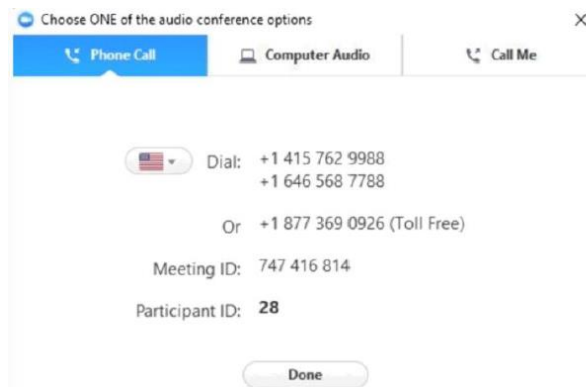 Choose ONE of the audio conference options
Phone Call
Computer Audio
Call Me
Dial: +1 415 762 9988
+1 646 568 7788
Or +1 877 369 0926 (Toll Free)
Meeting ID: 747 416 814
Participant ID: 28
Done